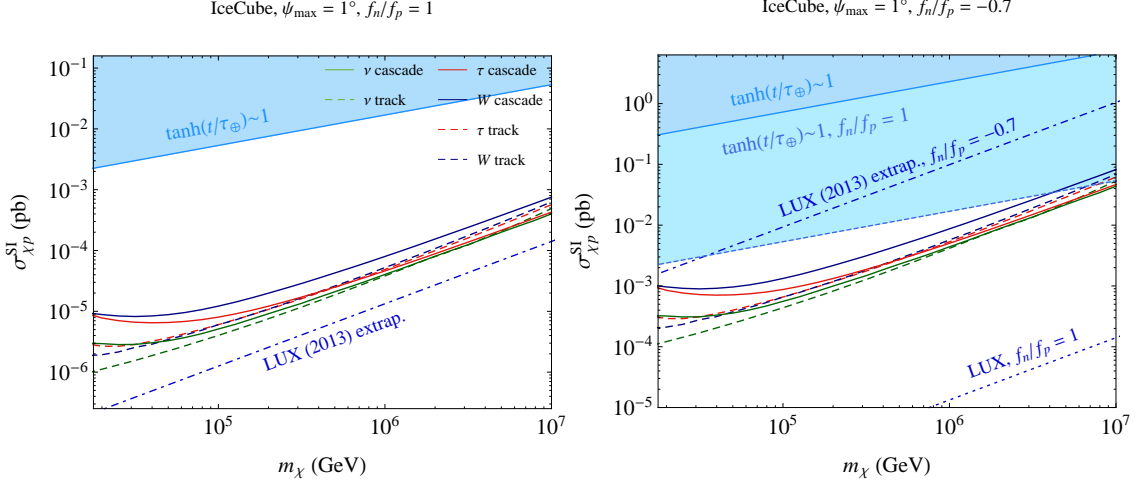 IceCube, ψmax = 1°, fn/fp = 1
10⁻¹
10⁻²
10⁻³
10⁻⁴
10⁻⁵
10⁻⁶
σχp^SI (pb)
ν cascade
τ cascade
ν track
W cascade
τ track
W track
tanh(t/τ⊕)~1
LUX (2013) extrap.
10⁵
10⁶
10⁷
mχ (GeV)
IceCube, ψmax = 1°, fn/fp = −0.7
10⁰
10⁻¹
10⁻²
10⁻³
10⁻⁴
10⁻⁵
σχp^SI (pb)
tanh(t/τ⊕)~1
tanh(t/τ⊕)~1, fn/fp = 1
LUX (2013) extrap., fn/fp = −0.7
LUX, fn/fp = 1
10⁵
10⁶
10⁷
mχ (GeV)